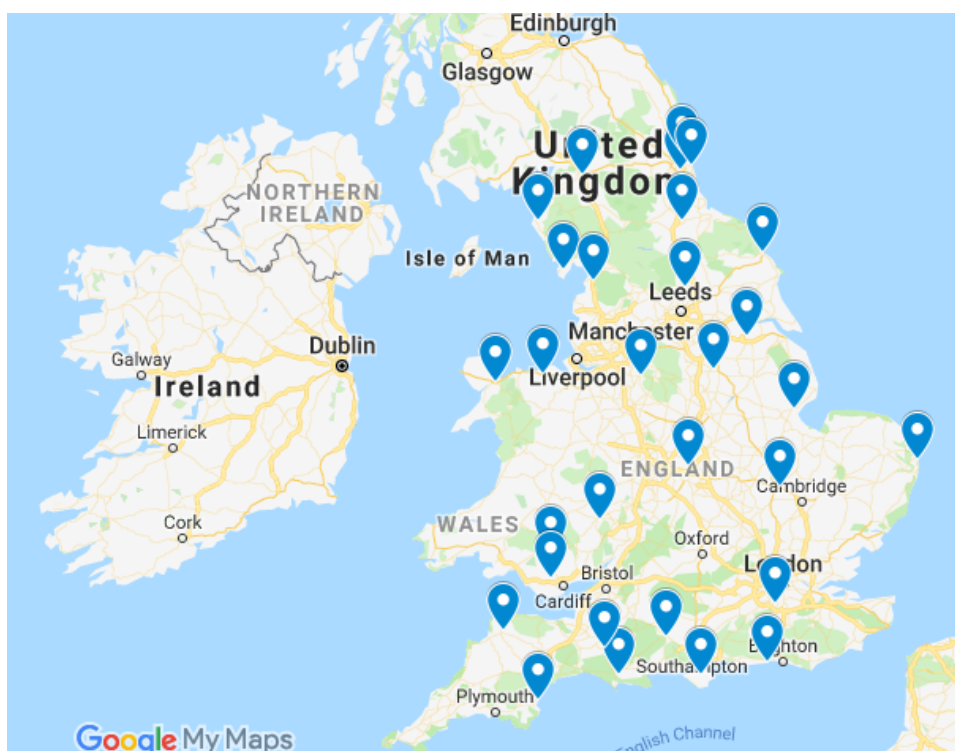 Edinburgh
Glasgow
United
Kingdom
NORTHERN
IRELAND
Isle of Man
Leeds
Manchester
Dublin
Galway
Ireland
Liverpool
Limerick
ENGLAND
Cambridge
WALES
Cork
Oxford
London
Bristol
Cardiff
Brighton
Southampton
Plymouth
Google My Maps
English Channel